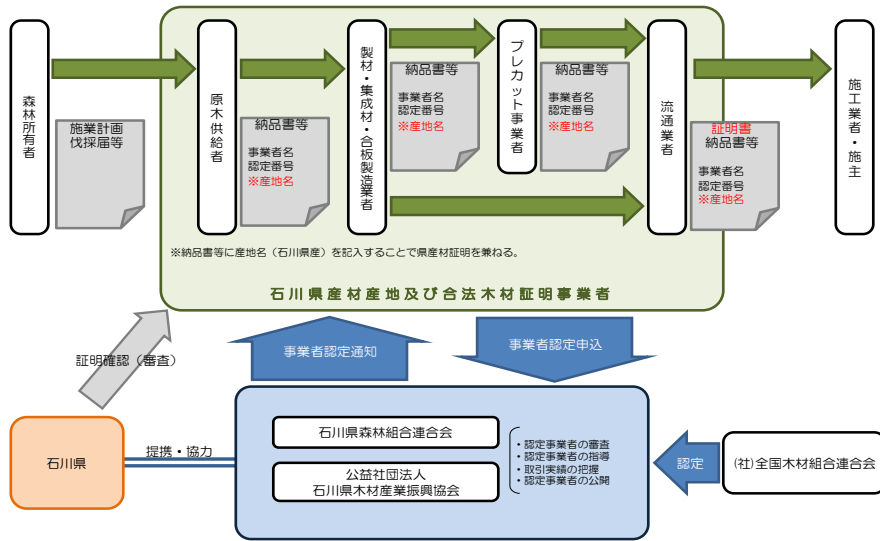 森林所有者
施業計画
伐採届等
原木供給者
納品書等
事業者名
認定番号
※産地名
製材・集成材・合板製造業者
納品書等
事業者名
認定番号
※産地名
プレカット事業者
納品書等
事業者名
認定番号
※産地名
流通業者
証明書
納品書等
事業者名
認定番号
※産地名
施工業者・施主
※納品書等に産地名（石川県産）を記入することで県産材証明を兼ねる。
石川県産材産地及び合法木材証明事業者
証明確認（審査）
事業者認定通知
事業者認定申込
石川県
提携・協力
石川県森林組合連合会
公益社団法人
石川県木材産業振興協会
・認定事業者の審査
・認定事業者の指導
・取引実績の把握
・認定事業者の公開
認定
(社)全国木材組合連合会